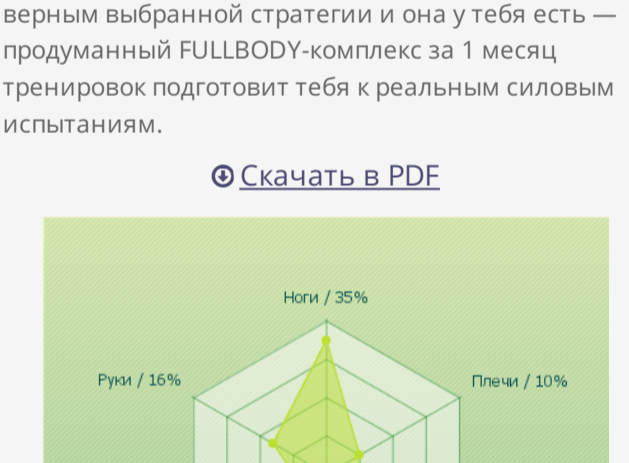 верным выбранной стратегии и она у тебя есть —
продуманный FULLBODY-комплекс за 1 месяц
тренировок подготовит тебя к реальным силовым
испытаниям.
Скачать в PDF
Ноги / 35%
Руки / 16%
Плечи / 10%